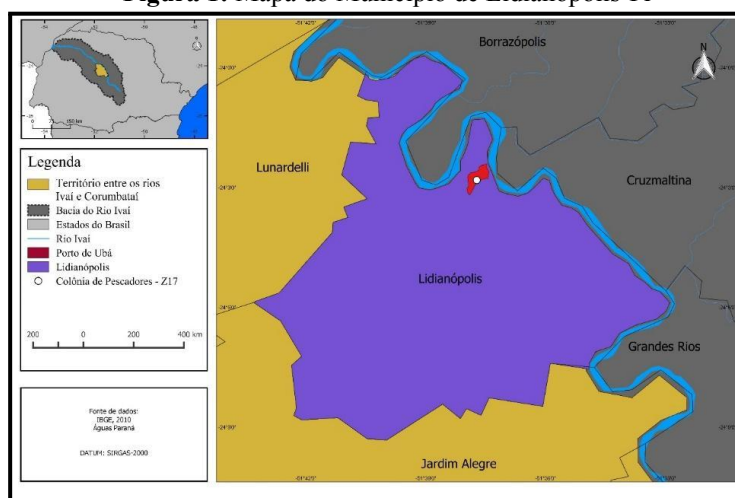 Figura 1: Mapa do Município de Lidianópolis-Pr
N
Borrazópolis
Lunardelli
Cruzmaltina
Lidianópolis
Grandes Rios
Jardim Alegre
Legenda
Território entre os rios
Ivaí e Corumbataí
Bacia do Rio Ivaí
Estados do Brasil
Rio Ivaí
Porto de Ubá
Lidianópolis
Colônia de Pescadores - Z17
200 0 200 400 km
Fonte de dados:
IBGE, 2010
Águas Paraná
DATUM: SIRGAS-2000